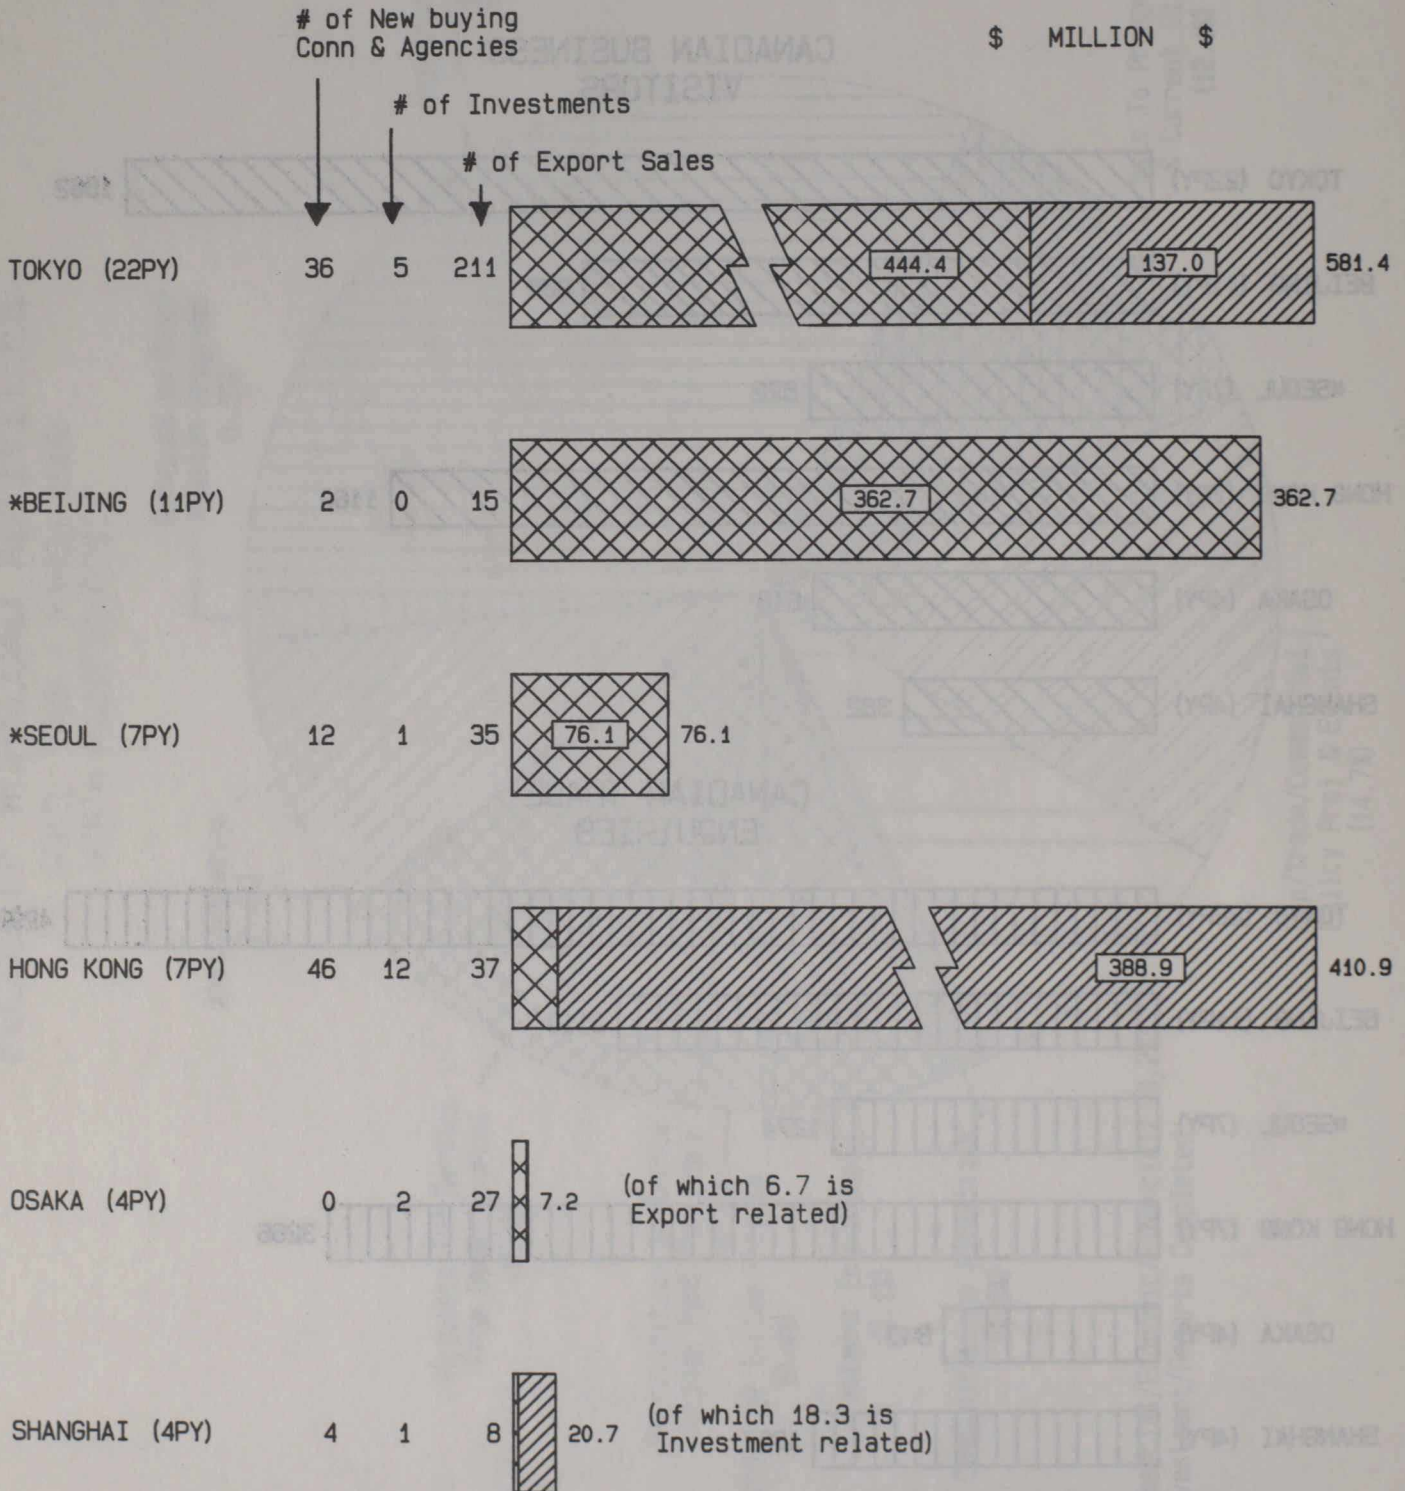 # of New buying
Conn & Agencies
$ MILLION $
# of Investments
# of Export Sales
TOKYO (22PY) 36 5 211 444.4 137.0 581.4
*BEIJING (11PY) 2 0 15 362.7 362.7
*SEOUL (7PY) 12 1 35 76.1 76.1
HONG KONG (7PY) 46 12 37 388.9 410.9
OSAKA (4PY) 0 2 27 7.2 (of which 6.7 is
Export related)
SHANGHAI (4PY) 4 1 8 20.7 (of which 18.3 is
Investment related)